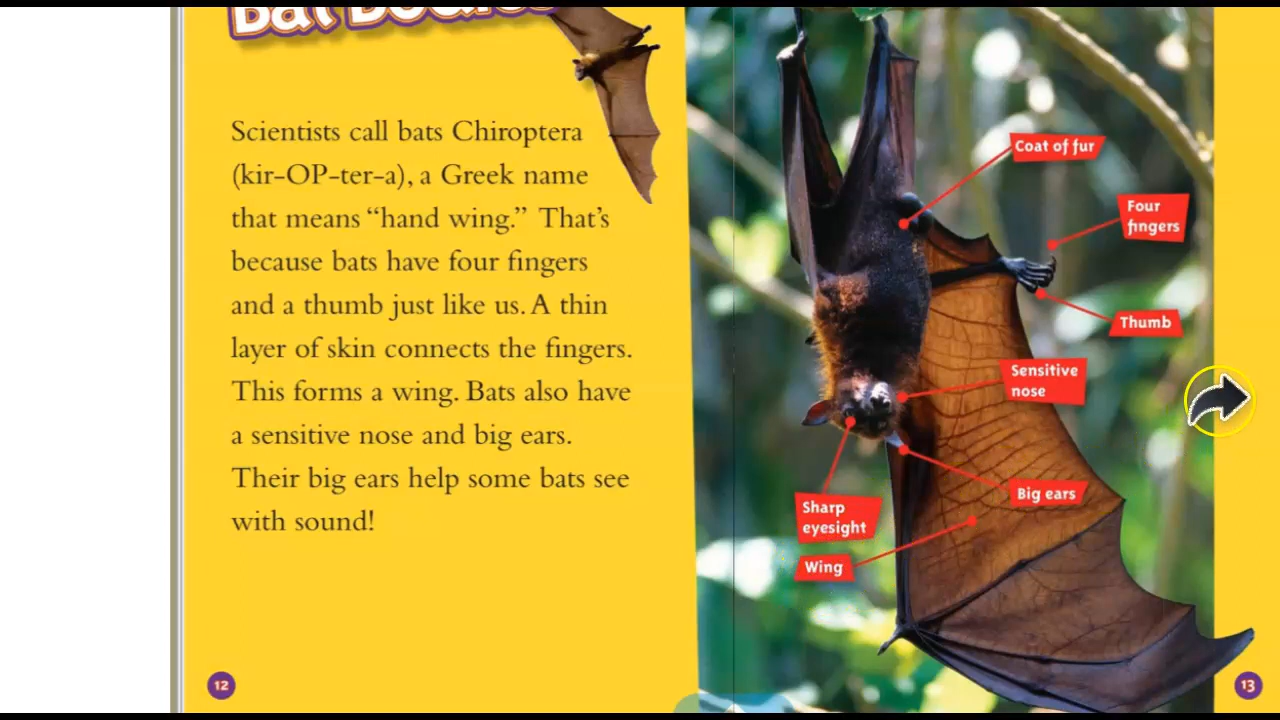 Bat Bodies
Scientists call bats Chiroptera
(kir-OP-ter-a), a Greek name
that means “hand wing.” That’s
because bats have four fingers
and a thumb just like us. A thin
layer of skin connects the fingers.
This forms a wing. Bats also have
a sensitive nose and big ears.
Their big ears help some bats see
with sound!
12
Coat of fur
Four
fingers
Thumb
Sensitive
nose
Big ears
Sharp
eyesight
Wing
13